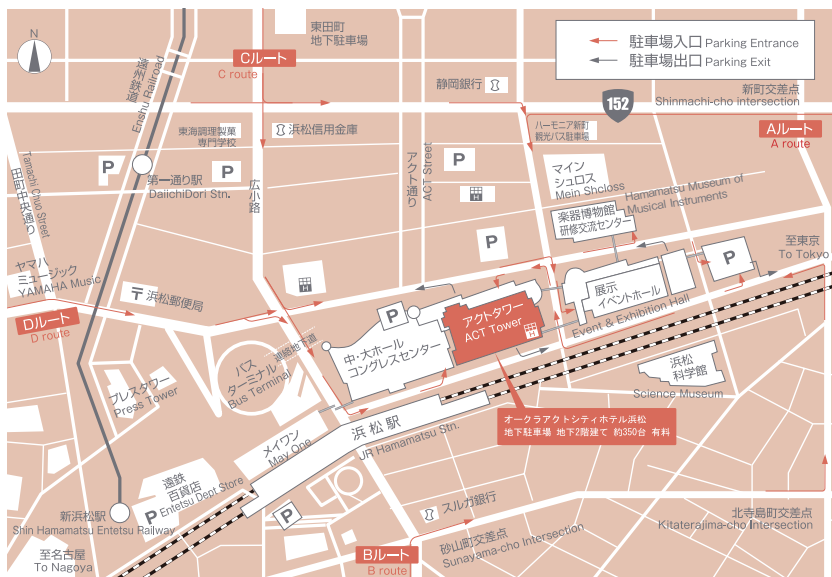 N
東田町
地下駐車場
Cルート
C route
駐車場入口 Parking Entrance
駐車場出口 Parking Exit
遠州鉄道
Enshu Railroad
静岡銀行
152
新町交差点
Shinmachi-cho intersection
Aルート
A route
東海調理製菓
専門学校
浜松信用金庫
ハーモニア新町
観光バス駐車場
P
P
P
第一通り駅
DaiichiDori Stn.
広小路
アクト通り
ACT Street
マイン
シュロス
Mein Shcloss
Hamamatsu Museum of
Musical Instruments
楽器博物館
研修交流センター
Tamachi Chuo Street
田町中央通り
P
P
至東京
To Tokyo
ヤマハ
ミュージック
YAMAHA Music
〒浜松郵便局
Dルート
D route
P
アクトタワー
ACT Tower
展示
イベントホール
Event & Exhibition Hall
中・大ホール
コングレスセンター
連絡地下道
バス
ターミナル
Bus Terminal
プレスタワー
Press Tower
浜松
科学館
Science Museum
オークラアクトシティホテル浜松
地下駐車場 地下2階建て 約350台 有料
浜松駅
JR Hamamatsu Stn.
メイワン
May One
遠鉄
百貨店
Entetsu Dept Store
P
P
新浜松駅
Shin Hamamatsu Entetsu Railway
スルガ銀行
北寺島町交差点
Kitaterajima-cho Intersection
砂山町交差点
Sunayama-cho Intersection
至名古屋
To Nagoya
Bルート
B route